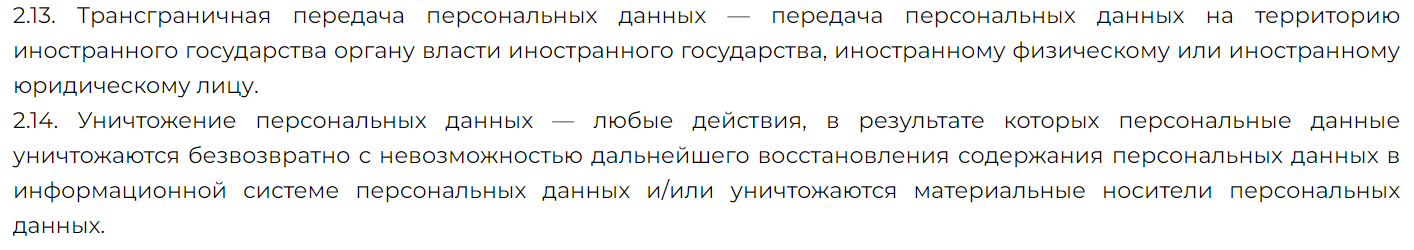 2.13. Трансграничная передача персональных данных — передача персональных данных на территорию
иностранного государства органу власти иностранного государства, иностранному физическому или иностранному
юридическому лицу.
2.14. Уничтожение персональных данных — любые действия, в результате которых персональные данные
уничтожаются безвозвратно с невозможностью дальнейшего восстановления содержания персональных данных в
информационной системе персональных данных и/или уничтожаются материальные носители персональных
данных.